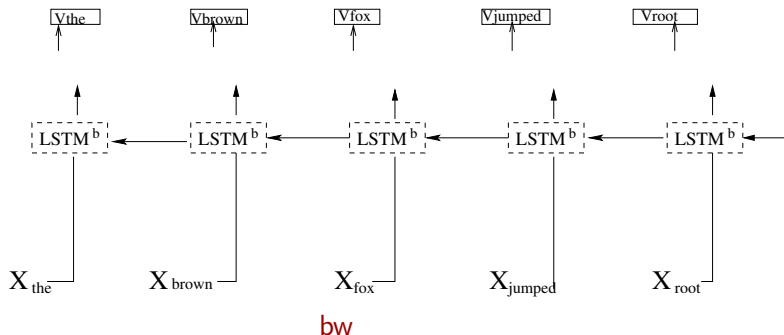 Vthe Vbrown Vfox Vjumped Vroot
LSTM b LSTM b LSTM b LSTM b LSTM b
X the X brown X fox X jumped X root
bw